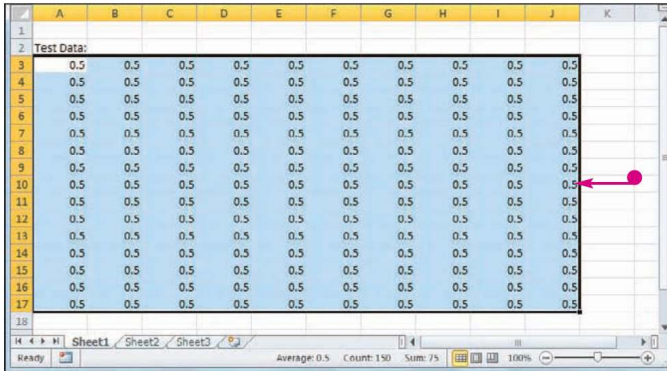 A B C D E F G H I J K
1
2 Test Data:
3 0.5 0.5 0.5 0.5 0.5 0.5 0.5 0.5 0.5 0.5
4 0.5 0.5 0.5 0.5 0.5 0.5 0.5 0.5 0.5 0.5
5 0.5 0.5 0.5 0.5 0.5 0.5 0.5 0.5 0.5 0.5
6 0.5 0.5 0.5 0.5 0.5 0.5 0.5 0.5 0.5 0.5
7 0.5 0.5 0.5 0.5 0.5 0.5 0.5 0.5 0.5 0.5
8 0.5 0.5 0.5 0.5 0.5 0.5 0.5 0.5 0.5 0.5
9 0.5 0.5 0.5 0.5 0.5 0.5 0.5 0.5 0.5 0.5
10 0.5 0.5 0.5 0.5 0.5 0.5 0.5 0.5 0.5 0.5
11 0.5 0.5 0.5 0.5 0.5 0.5 0.5 0.5 0.5 0.5
12 0.5 0.5 0.5 0.5 0.5 0.5 0.5 0.5 0.5 0.5
13 0.5 0.5 0.5 0.5 0.5 0.5 0.5 0.5 0.5 0.5
14 0.5 0.5 0.5 0.5 0.5 0.5 0.5 0.5 0.5 0.5
15 0.5 0.5 0.5 0.5 0.5 0.5 0.5 0.5 0.5 0.5
16 0.5 0.5 0.5 0.5 0.5 0.5 0.5 0.5 0.5 0.5
17 0.5 0.5 0.5 0.5 0.5 0.5 0.5 0.5 0.5 0.5
18
Sheet1 Sheet2 Sheet3
Ready Average: 0.5 Count: 150 Sum: 75 100%